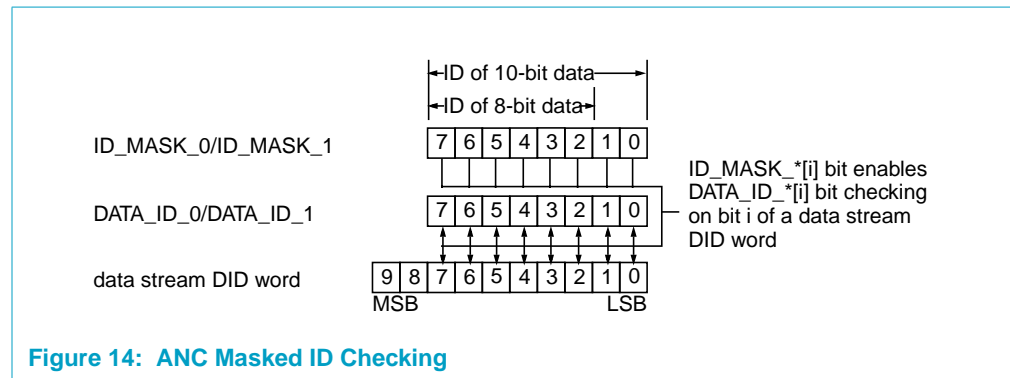 ID of 10-bit data
ID of 8-bit data
ID_MASK_0/ID_MASK_1
7 6 5 4 3 2 1 0
ID_MASK_*[i] bit enables
DATA_ID_*[i] bit checking
on bit i of a data stream
DID word
DATA_ID_0/DATA_ID_1
7 6 5 4 3 2 1 0
data stream DID word
9 8 7 6 5 4 3 2 1 0
MSB LSB
Figure 14: ANC Masked ID Checking